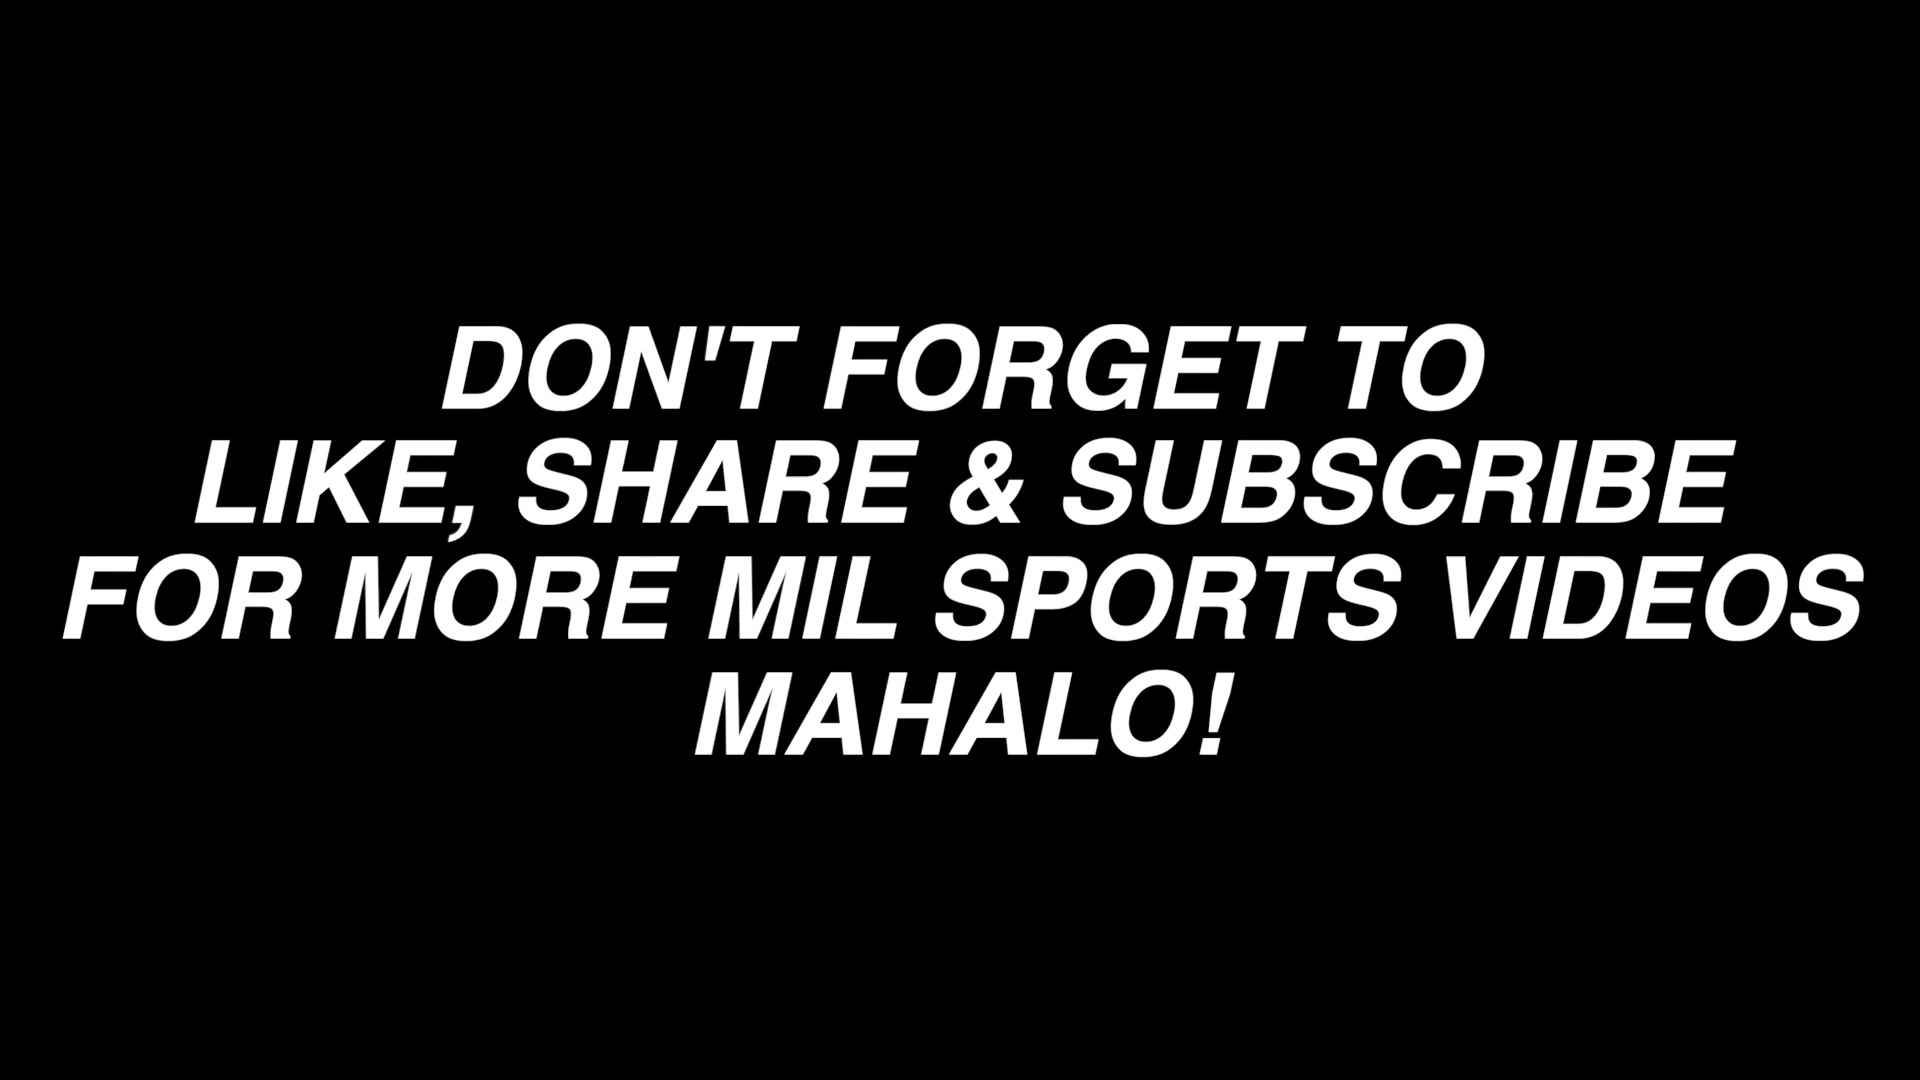 DON'T FORGET TO
LIKE, SHARE & SUBSCRIBE
FOR MORE MIL SPORTS VIDEOS
MAHALO!